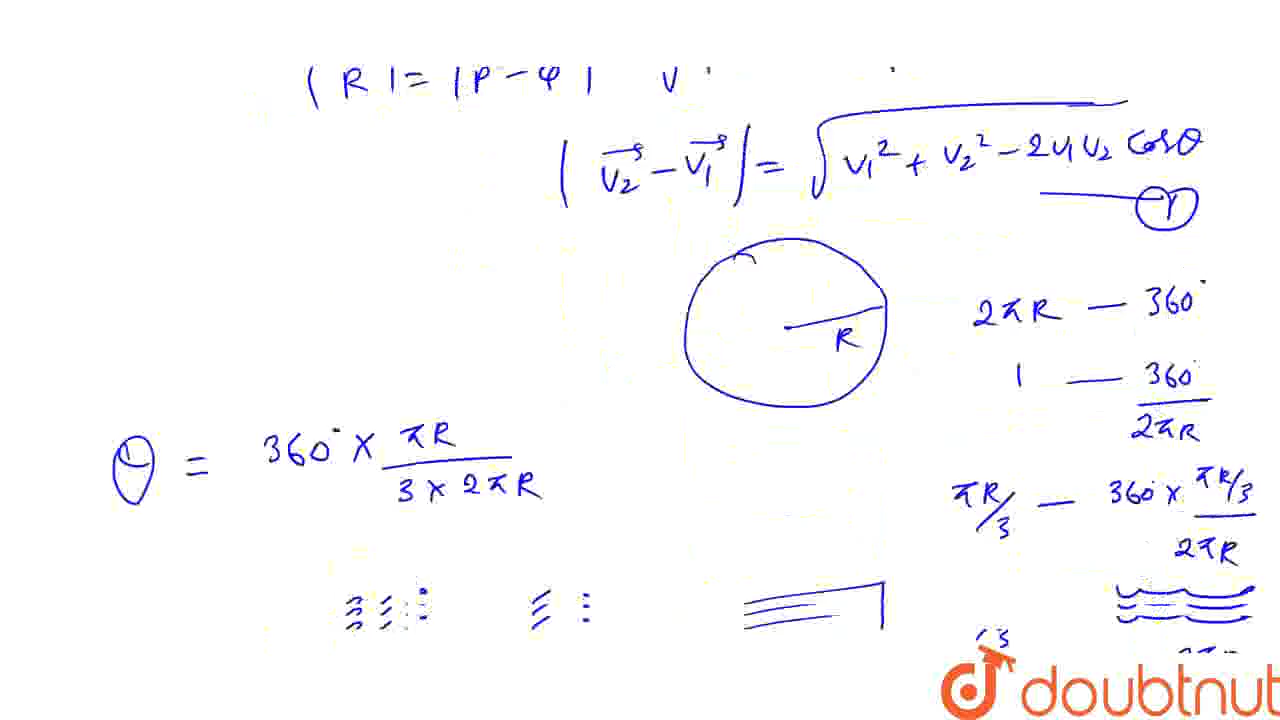 |R| = |P - φ| V
|V₂⃗ - V₁⃗| = √V₁² + V₂² - 2V₁V₂ Cosθ
1
R
2πR — 360°
1 — 360°/2πR
θ = 360° × πR/3 × 2πR
πR/3 — 360° × πR/3/2πR
doubtnut